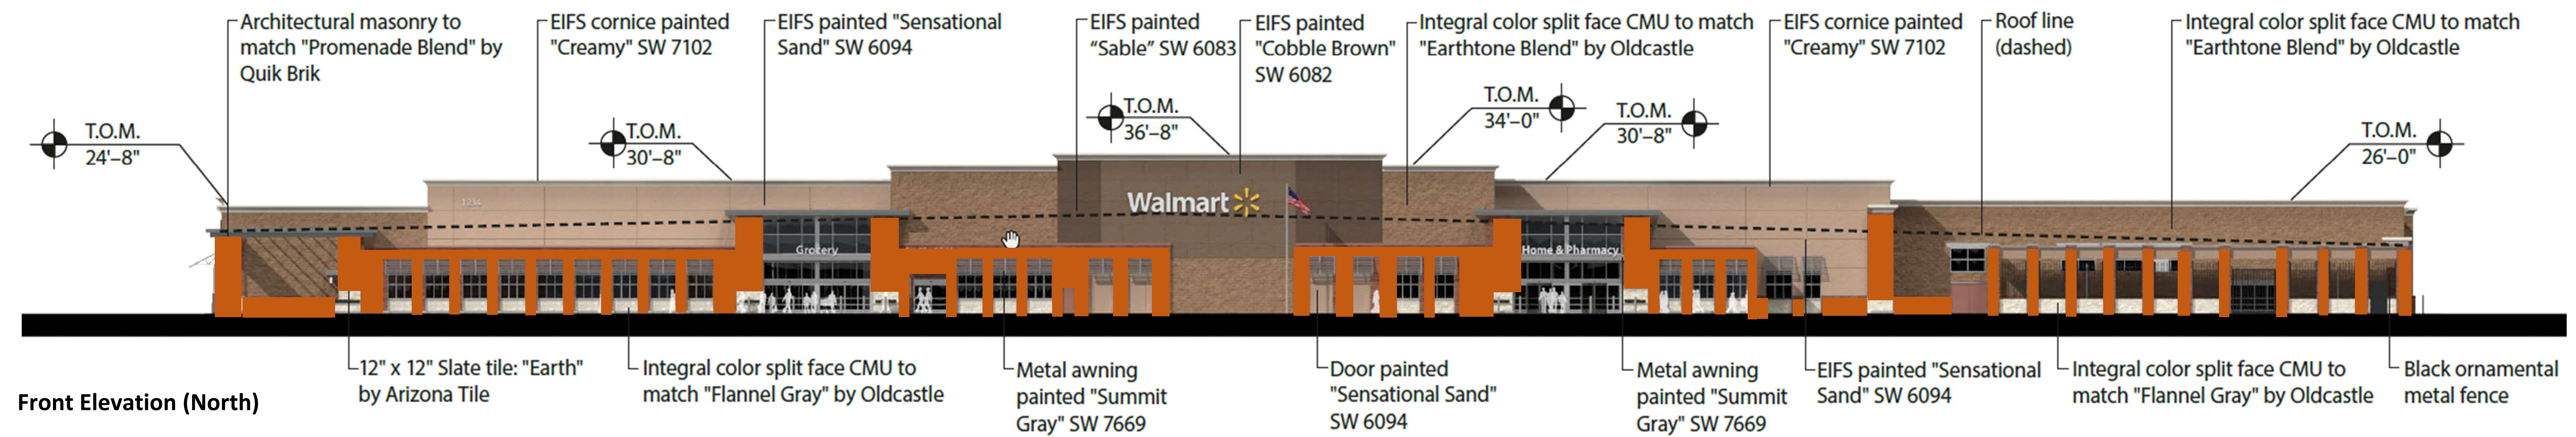 Architectural masonry to
match "Promenade Blend" by
Quik Brik
EIFS cornice painted
"Creamy" SW 7102
EIFS painted "Sensational
Sand" SW 6094
EIFS painted
“Sable” SW 6083
EIFS painted
"Cobble Brown"
SW 6082
Integral color split face CMU to match
"Earthtone Blend" by Oldcastle
EIFS cornice painted
"Creamy" SW 7102
Roof line
(dashed)
Integral color split face CMU to match
"Earthtone Blend" by Oldcastle
T.O.M.
24'–8"
T.O.M.
30'–8"
T.O.M.
36'–8"
T.O.M.
34'–0"
T.O.M.
30'–8"
T.O.M.
26'–0"
1234
Walmart
Grocery
Home & Pharmacy
12" x 12" Slate tile: "Earth"
by Arizona Tile
Integral color split face CMU to
match "Flannel Gray" by Oldcastle
Metal awning
painted "Summit
Gray" SW 7669
Door painted
"Sensational Sand"
SW 6094
Metal awning
painted "Summit
Gray" SW 7669
EIFS painted "Sensational
Sand" SW 6094
Integral color split face CMU to
match "Flannel Gray" by Oldcastle
Black ornamental
metal fence
Front Elevation (North)